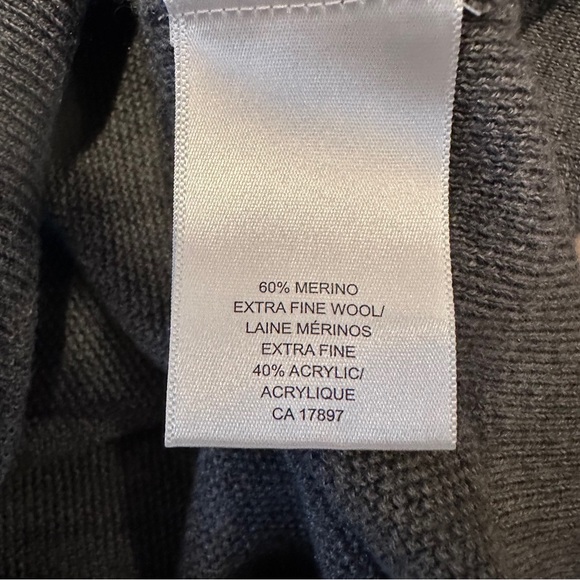 60% MERINO
EXTRA FINE WOOL/
LAINE MÉRINOS
EXTRA FINE
40% ACRYLIC/
ACRYLIQUE
CA 17897